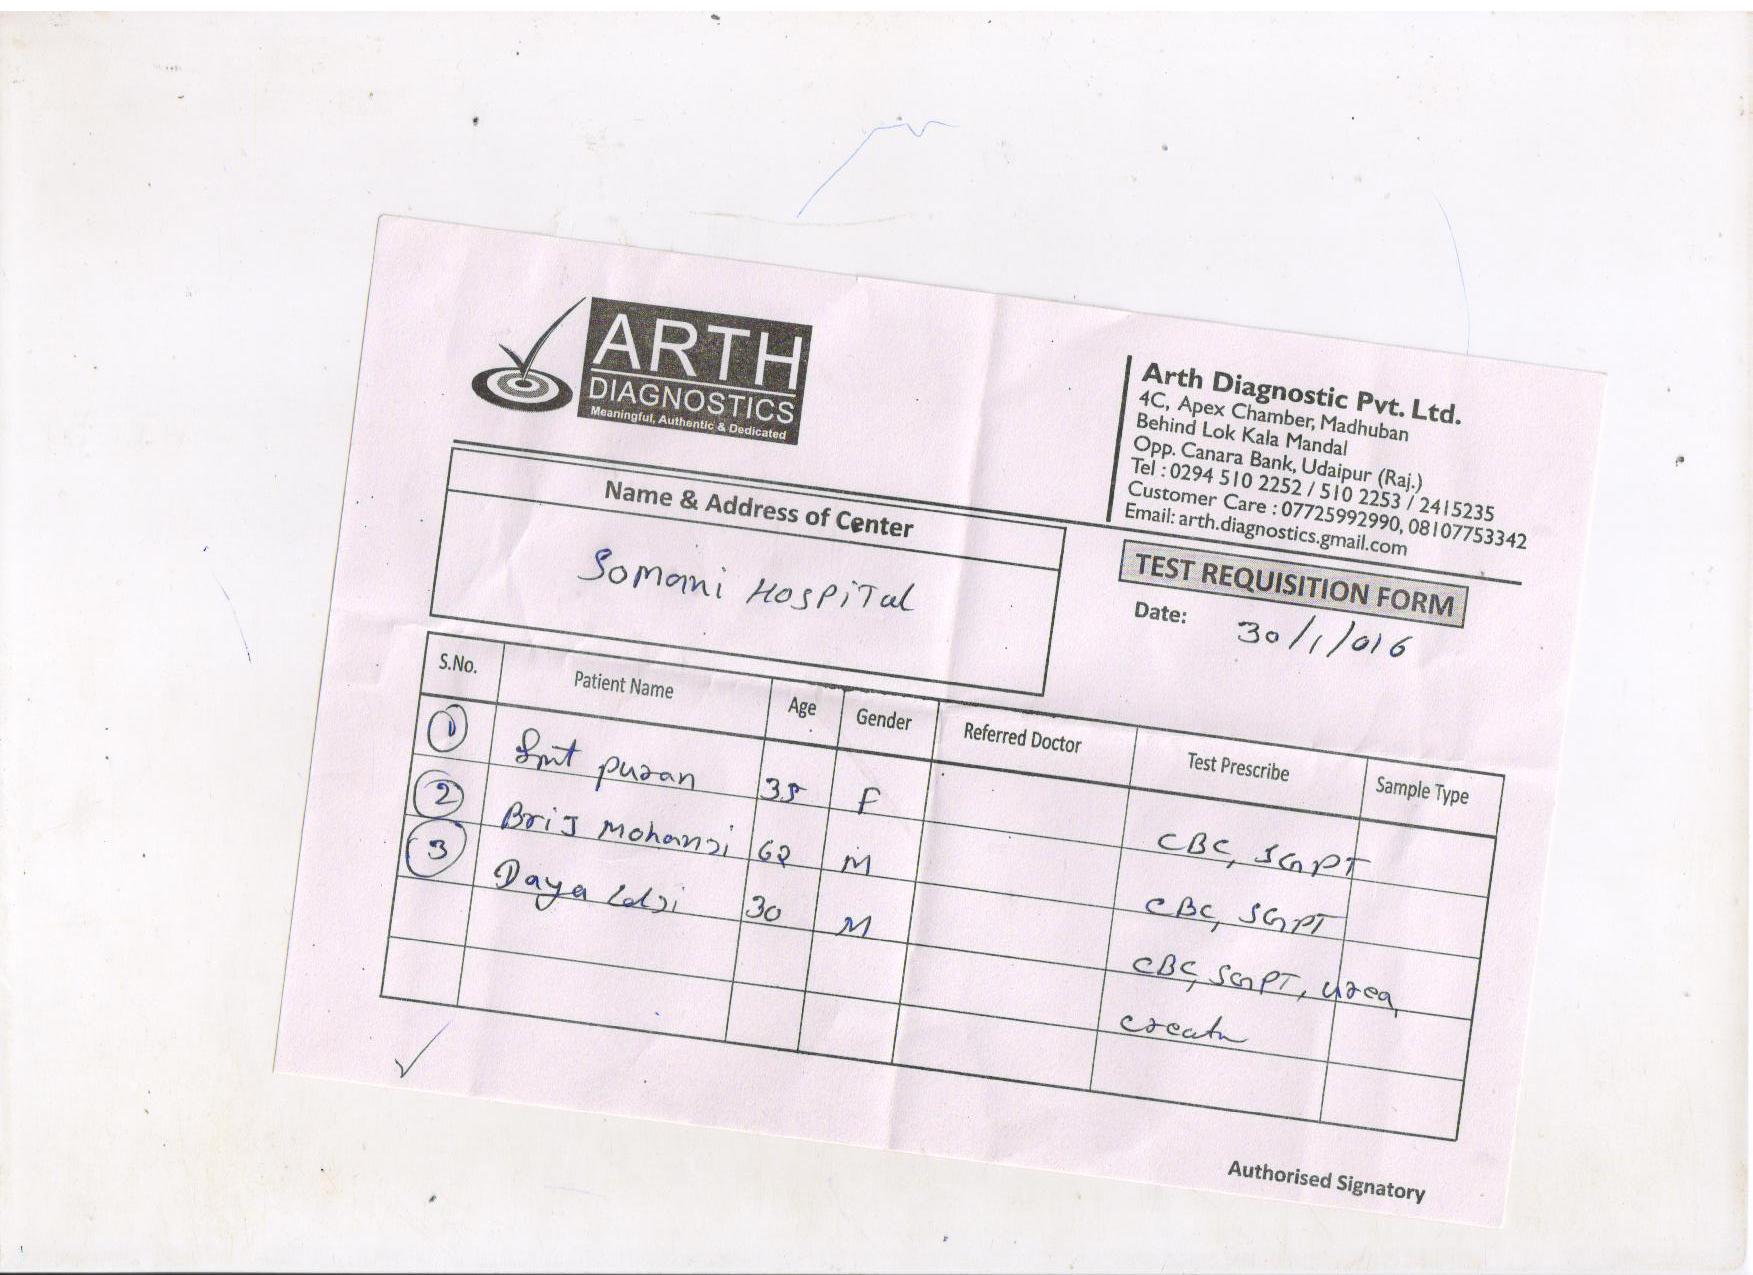 ARTH
DIAGNOSTICS
Meaningful, Authentic & Dedicated
Arth Diagnostic Pvt. Ltd.
4C, Apex Chamber, Madhuban
Behind Lok Kala Mandal
Opp. Canara Bank, Udaipur (Raj.)
Tel : 0294 510 2252 / 510 2253 / 2415235
Customer Care : 07725992990, 08107753342
Email: arth.diagnostics.gmail.com
Name & Address of Center
Somani Hospital
TEST REQUISITION FORM
Date: 30/1/016
S.No. Patient Name Age Gender Referred Doctor Test Prescribe Sample Type
1 Smt puran 35 F CBC, SGPT
2 Brij Mohanji 62 M CBC, SGPT
3 Daya Lalji 30 M CBC, SGPT, urea,
creatn
Authorised Signatory